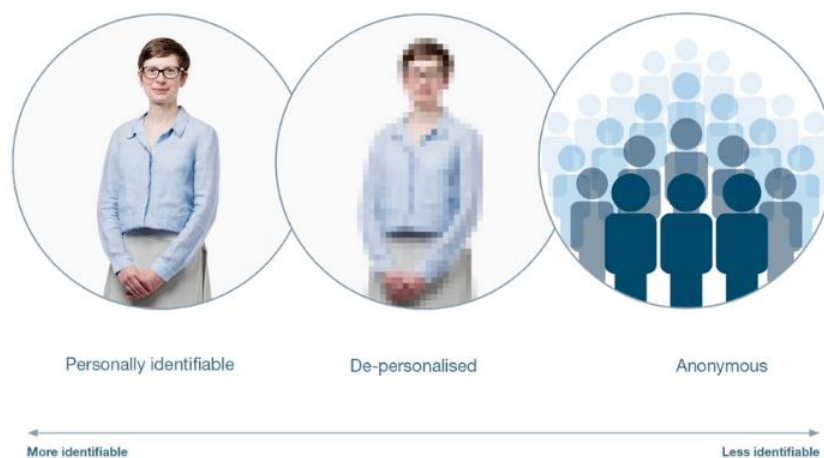 Personally identifiable
De-personalised
Anonymous
More identifiable
Less identifiable